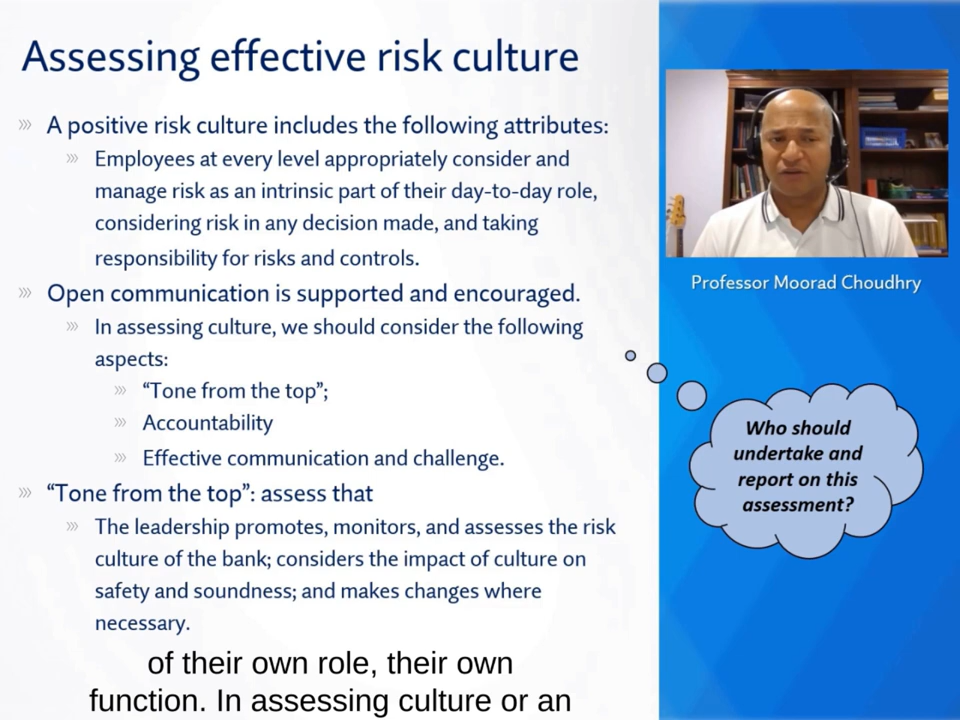 Assessing effective risk culture
A positive risk culture includes the following attributes:
Employees at every level appropriately consider and
manage risk as an intrinsic part of their day-to-day role,
considering risk in any decision made, and taking
responsibility for risks and controls.
Open communication is supported and encouraged.
In assessing culture, we should consider the following
aspects:
“Tone from the top”;
Accountability
Effective communication and challenge.
“Tone from the top”: assess that
The leadership promotes, monitors, and assesses the risk
culture of the bank; considers the impact of culture on
safety and soundness; and makes changes where
necessary.
Professor Moorad Choudhry
Who should
undertake and
report on this
assessment?
of their own role, their own
function. In assessing culture or an